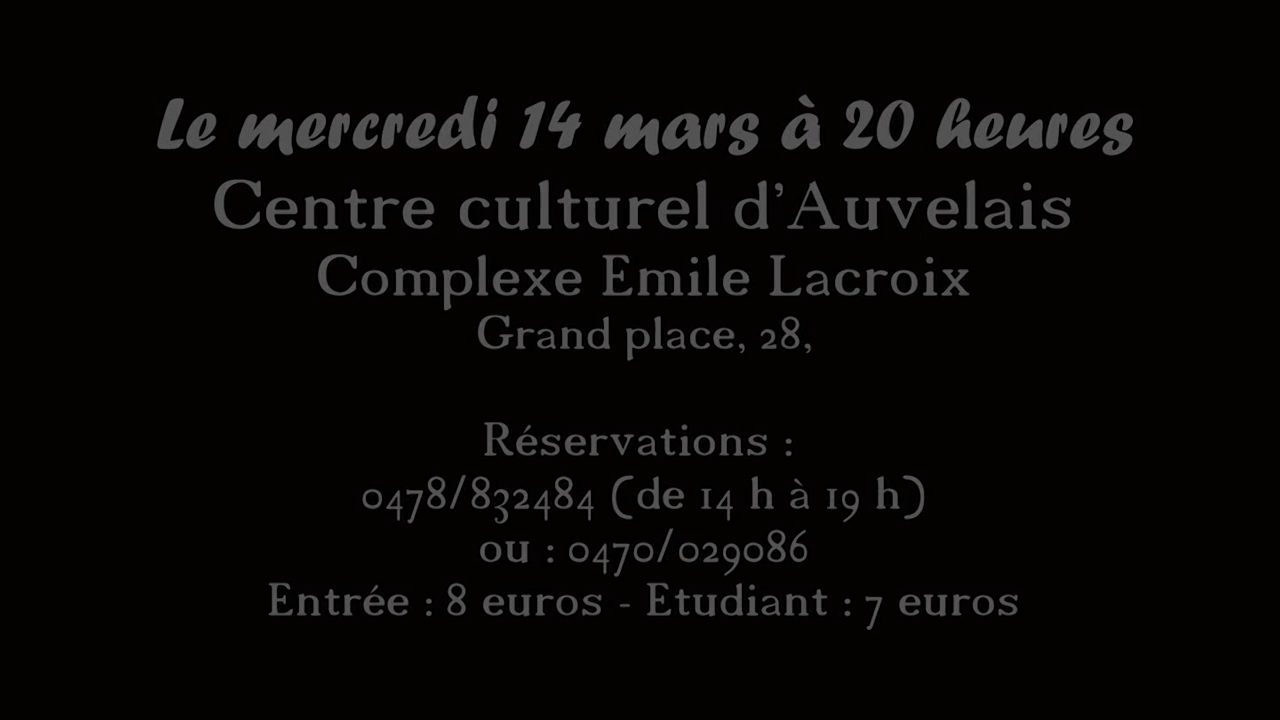 Le mercredi 14 mars à 20 heures
Centre culturel d'Auvelais
Complexe Emile Lacroix
Grand place, 28,
Réservations :
0478/832484 (de 14 h à 19 h)
ou : 0470/029086
Entrée : 8 euros - Etudiant : 7 euros